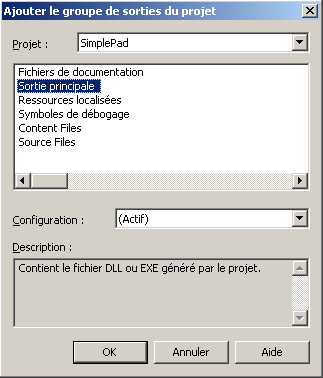 Ajouter le groupe de sorties du projet
Projet : SimplePad
Fichiers de documentation
Sortie principale
Ressources localisées
Symboles de débogage
Content Files
Source Files
Configuration : (Actif)
Description :
Contient le fichier DLL ou EXE généré par le projet.
OK Annuler Aide